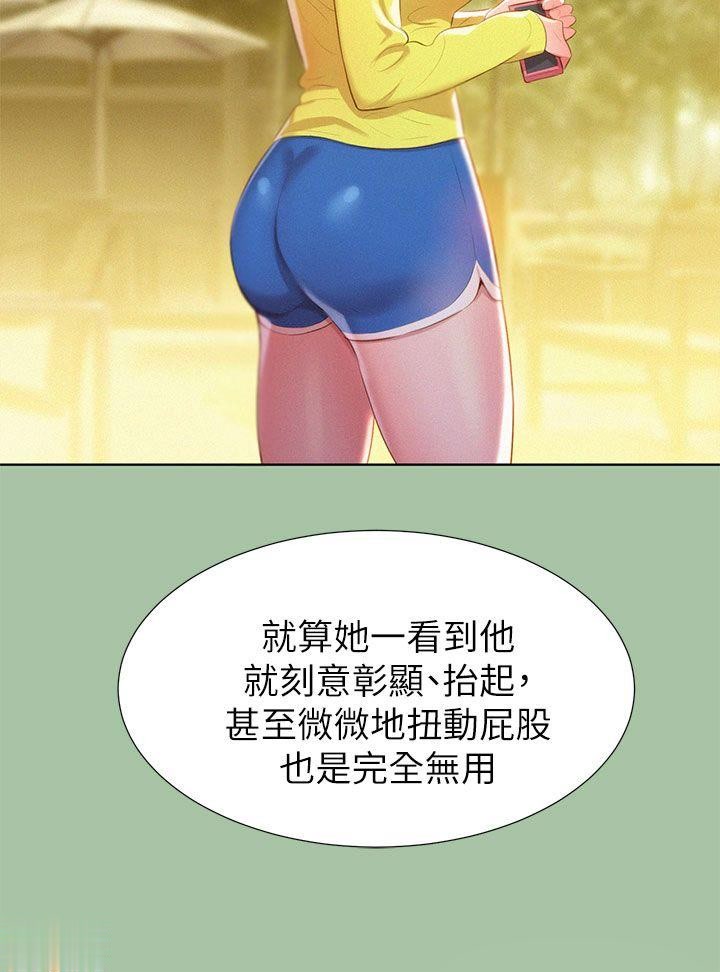 就算她一看到他
就刻意彰顯、抬起，
甚至微微地扭動屁股
也是完全無用